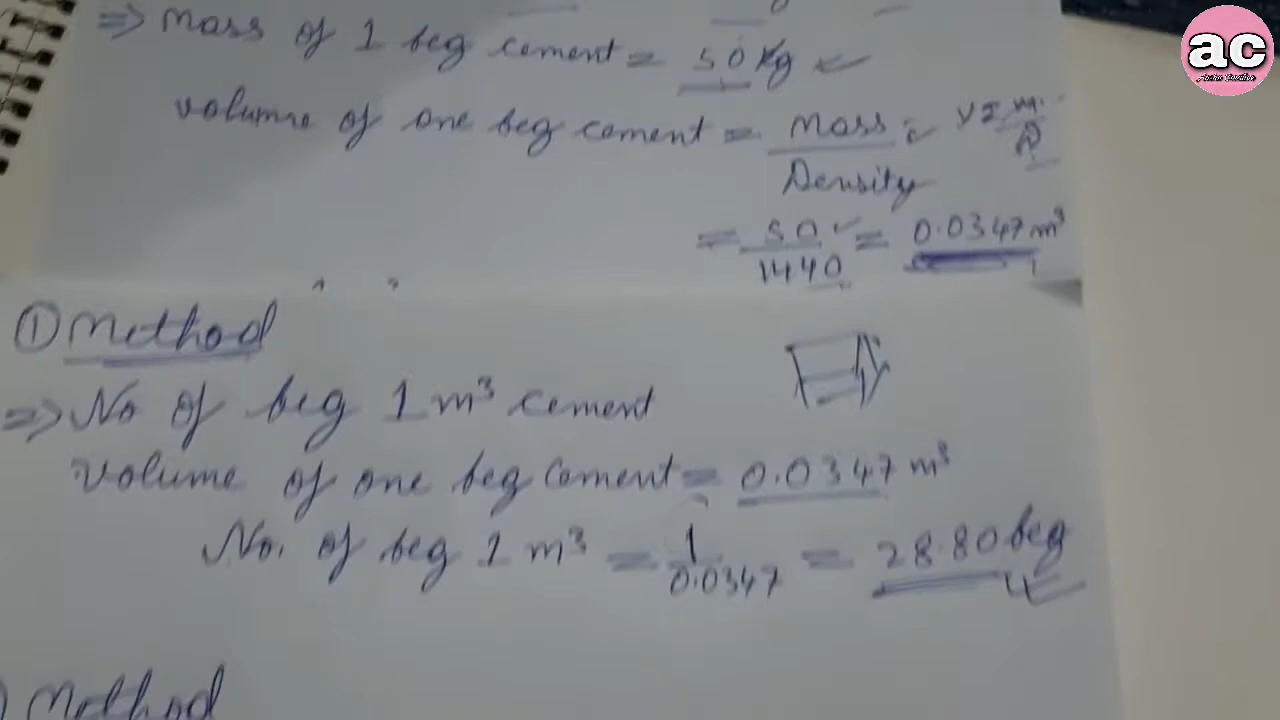 ac
⇒ Mass of 1 beg cement = 50 Kg
Volume of one beg cement = Mass / Density
= 50 / 1440 = 0.0347 m³
① Method
⇒ No of beg 1 m³ cement
Volume of one beg cement = 0.0347 m³
No. of beg 1 m³ = 1 / 0.0347 = 28.80 beg
Method